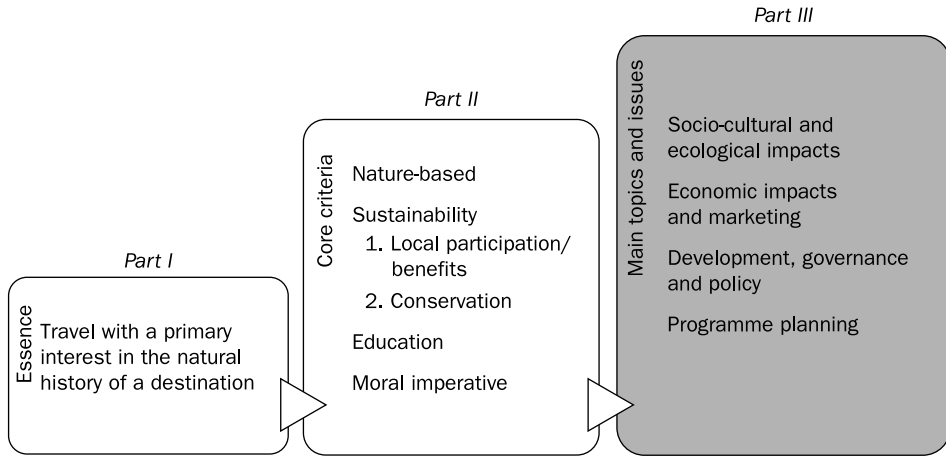 Part I
Essence
Travel with a primary
interest in the natural
history of a destination
Part II
Core criteria
Nature-based
Sustainability
1. Local participation/
benefits
2. Conservation
Education
Moral imperative
Part III
Main topics and issues
Socio-cultural and
ecological impacts
Economic impacts
and marketing
Development, governance
and policy
Programme planning